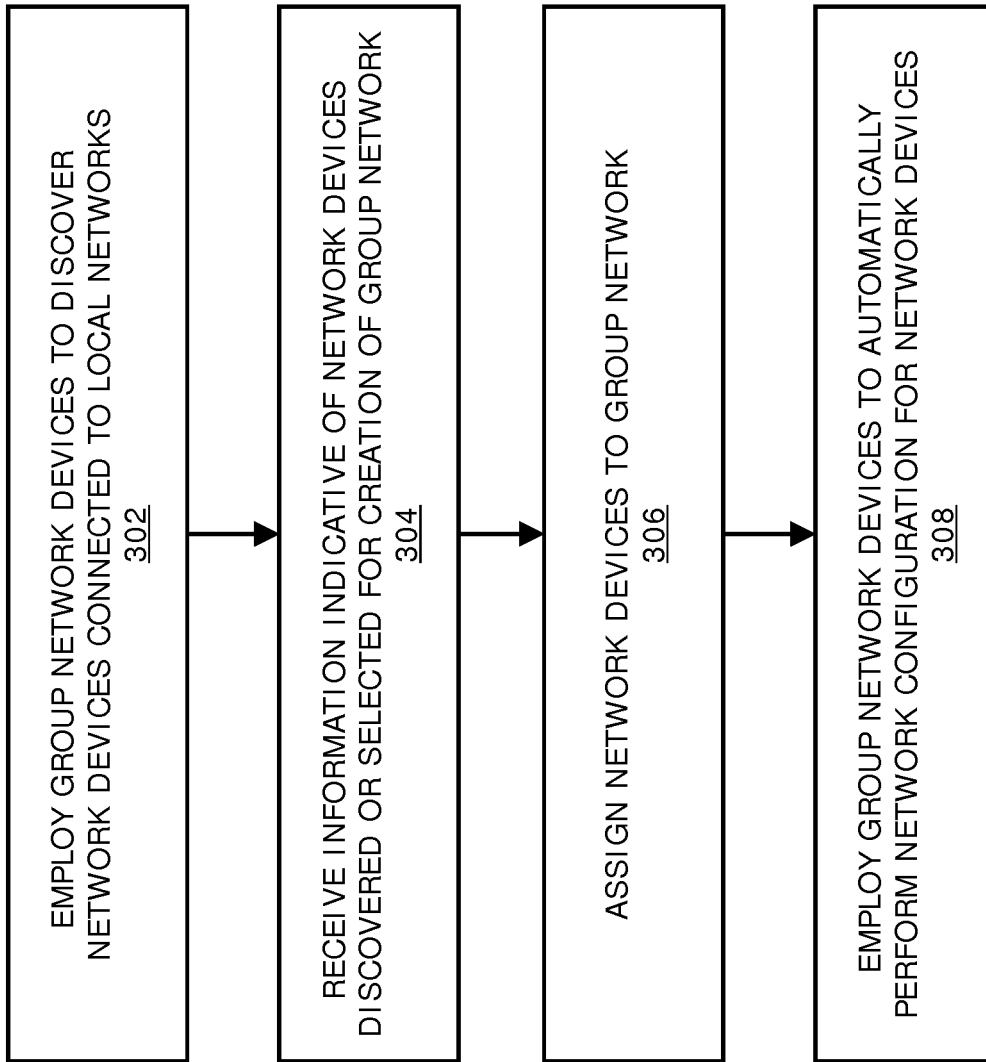 EMPLOY GROUP NETWORK DEVICES TO DISCOVER
NETWORK DEVICES CONNECTED TO LOCAL NETWORKS
302
RECEIVE INFORMATION INDICATIVE OF NETWORK DEVICES
DISCOVERED OR SELECTED FOR CREATION OF GROUP NETWORK
304
ASSIGN NETWORK DEVICES TO GROUP NETWORK
306
EMPLOY GROUP NETWORK DEVICES TO AUTOMATICALLY
PERFORM NETWORK CONFIGURATION FOR NETWORK DEVICES
308